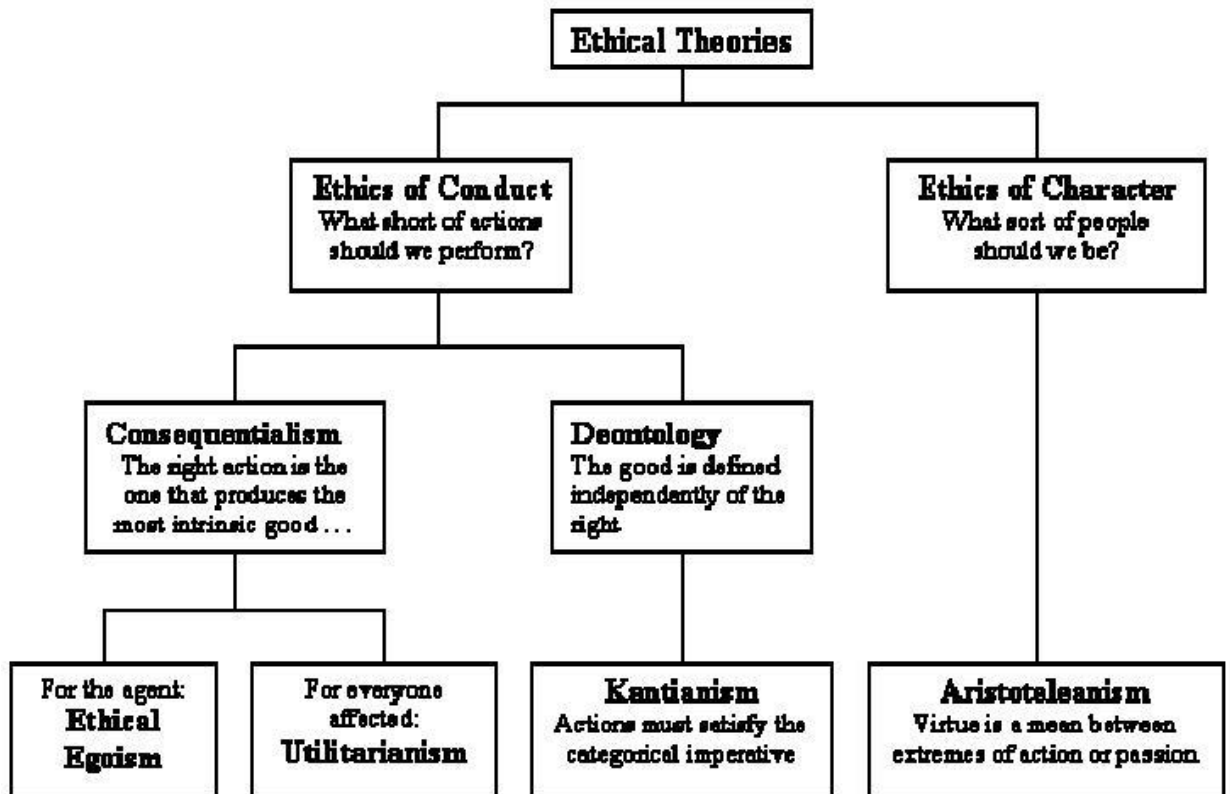 Ethical Theories
Ethics of Conduct
What short of actions
should we perform?
Ethics of Character
What sort of people
should we be?
Consequentialism
The right action is the
one that produces the
most intrinsic good . . .
Deontology
The good is defined
independently of the
right
For the agent:
Ethical
Egoism
For everyone
affected:
Utilitarianism
Kantianism
Actions must satisfy the
categorical imperative
Aristoteleanism
Virtue is a mean between
extremes of action or passion